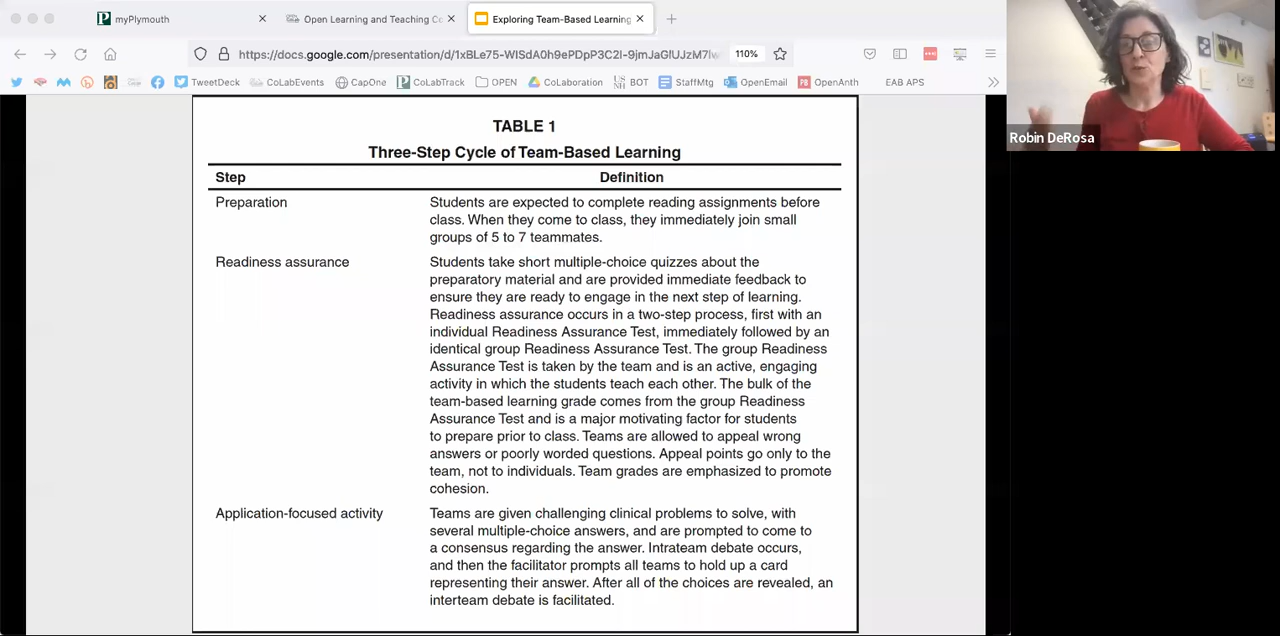 myPlymouth
Open Learning and Teaching Co
Exploring Team-Based Learning
110%
TweetDeck
CoLabEvents
CapOne
CoLabTrack
OPEN
CoLaboration
BOT
StaffMtg
OpenEmail
OpenAnth
EAB APS
Robin DeRosa
TABLE 1
Three-Step Cycle of Team-Based Learning
Step Definition
Preparation Students are expected to complete reading assignments before
class. When they come to class, they immediately join small
groups of 5 to 7 teammates.
Readiness assurance Students take short multiple-choice quizzes about the
preparatory material and are provided immediate feedback to
ensure they are ready to engage in the next step of learning.
Readiness assurance occurs in a two-step process, first with an
individual Readiness Assurance Test, immediately followed by an
identical group Readiness Assurance Test. The group Readiness
Assurance Test is taken by the team and is an active, engaging
activity in which the students teach each other. The bulk of the
team-based learning grade comes from the group Readiness
Assurance Test and is a major motivating factor for students
to prepare prior to class. Teams are allowed to appeal wrong
answers or poorly worded questions. Appeal points go only to the
team, not to individuals. Team grades are emphasized to promote
cohesion.
Application-focused activity Teams are given challenging clinical problems to solve, with
several multiple-choice answers, and are prompted to come to
a consensus regarding the answer. Intrateam debate occurs,
and then the facilitator prompts all teams to hold up a card
representing their answer. After all of the choices are revealed, an
interteam debate is facilitated.